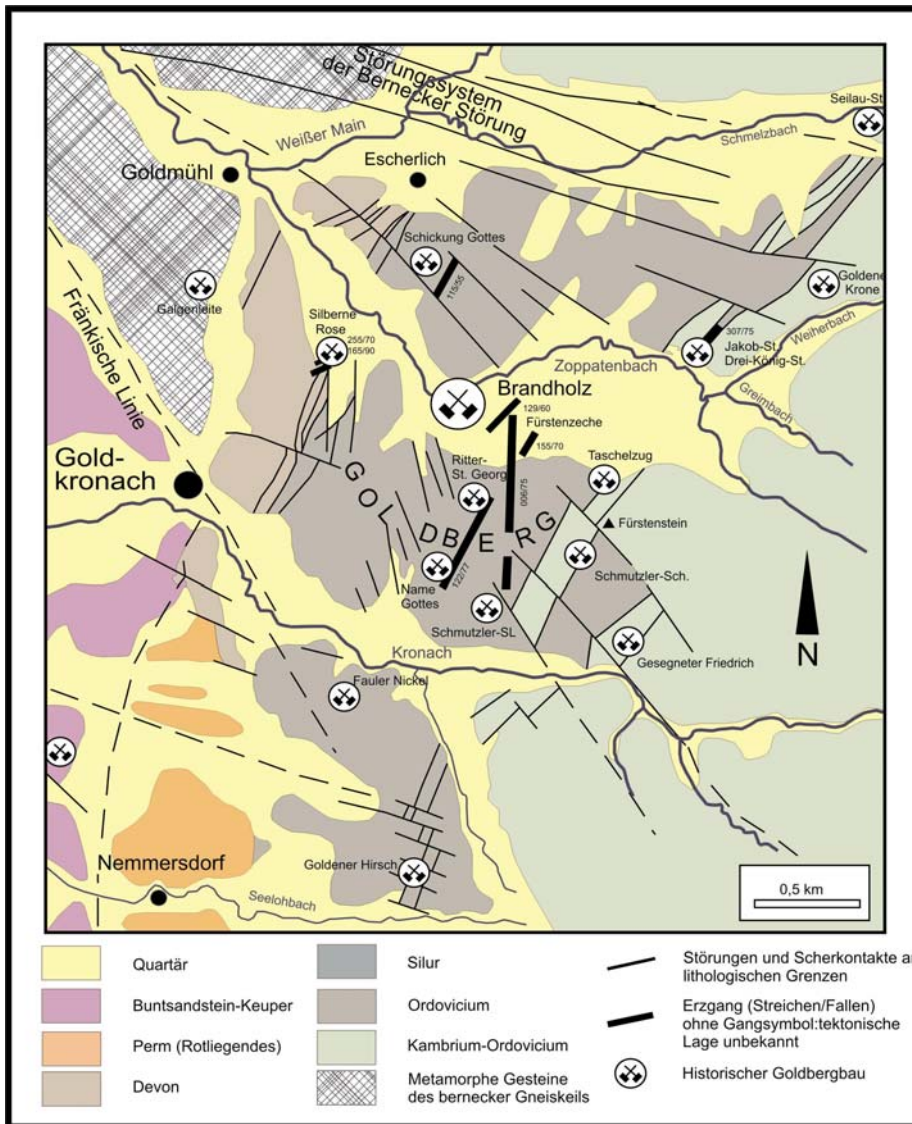 Störungssystem
der Bernecker Störung
Seilau-St
Weißer Main
Schmelzbach
Escherlich
Goldmühl
Schickung Gottes
115/55
Goldene
Krone
Galgenleite
Silberne
Rose
255/70
165/90
307/75
Jakob-St.
Drei-König-St.
Weiherbach
Fränkische Linie
Zoppatenbach
Greimbach
Brandholz
129/60
Fürstenzeche
155/70
Gold-
kronach
GOLDBERG
Ritter-
St. Georg
006/75
Taschelzug
Fürstenstein
Name
Gottes
122/77
Schmutzler-Sch.
Schmutzler-SL
N
Kronach
Gesegneter Friedrich
Fauler Nickel
Nemmersdorf
Goldener Hirsch
Seelohbach
0,5 km
Quartär
Buntsandstein-Keuper
Perm (Rotliegendes)
Devon
Silur
Ordovicium
Kambrium-Ordovicium
Metamorphe Gesteine
des bernecker Gneiskeils
Störungen und Scherkontakte
lithologischen Grenzen
Erzgang (Streichen/Fallen)
ohne Gangsymbol:tektonische
Lage unbekannt
Historischer Goldbergbau